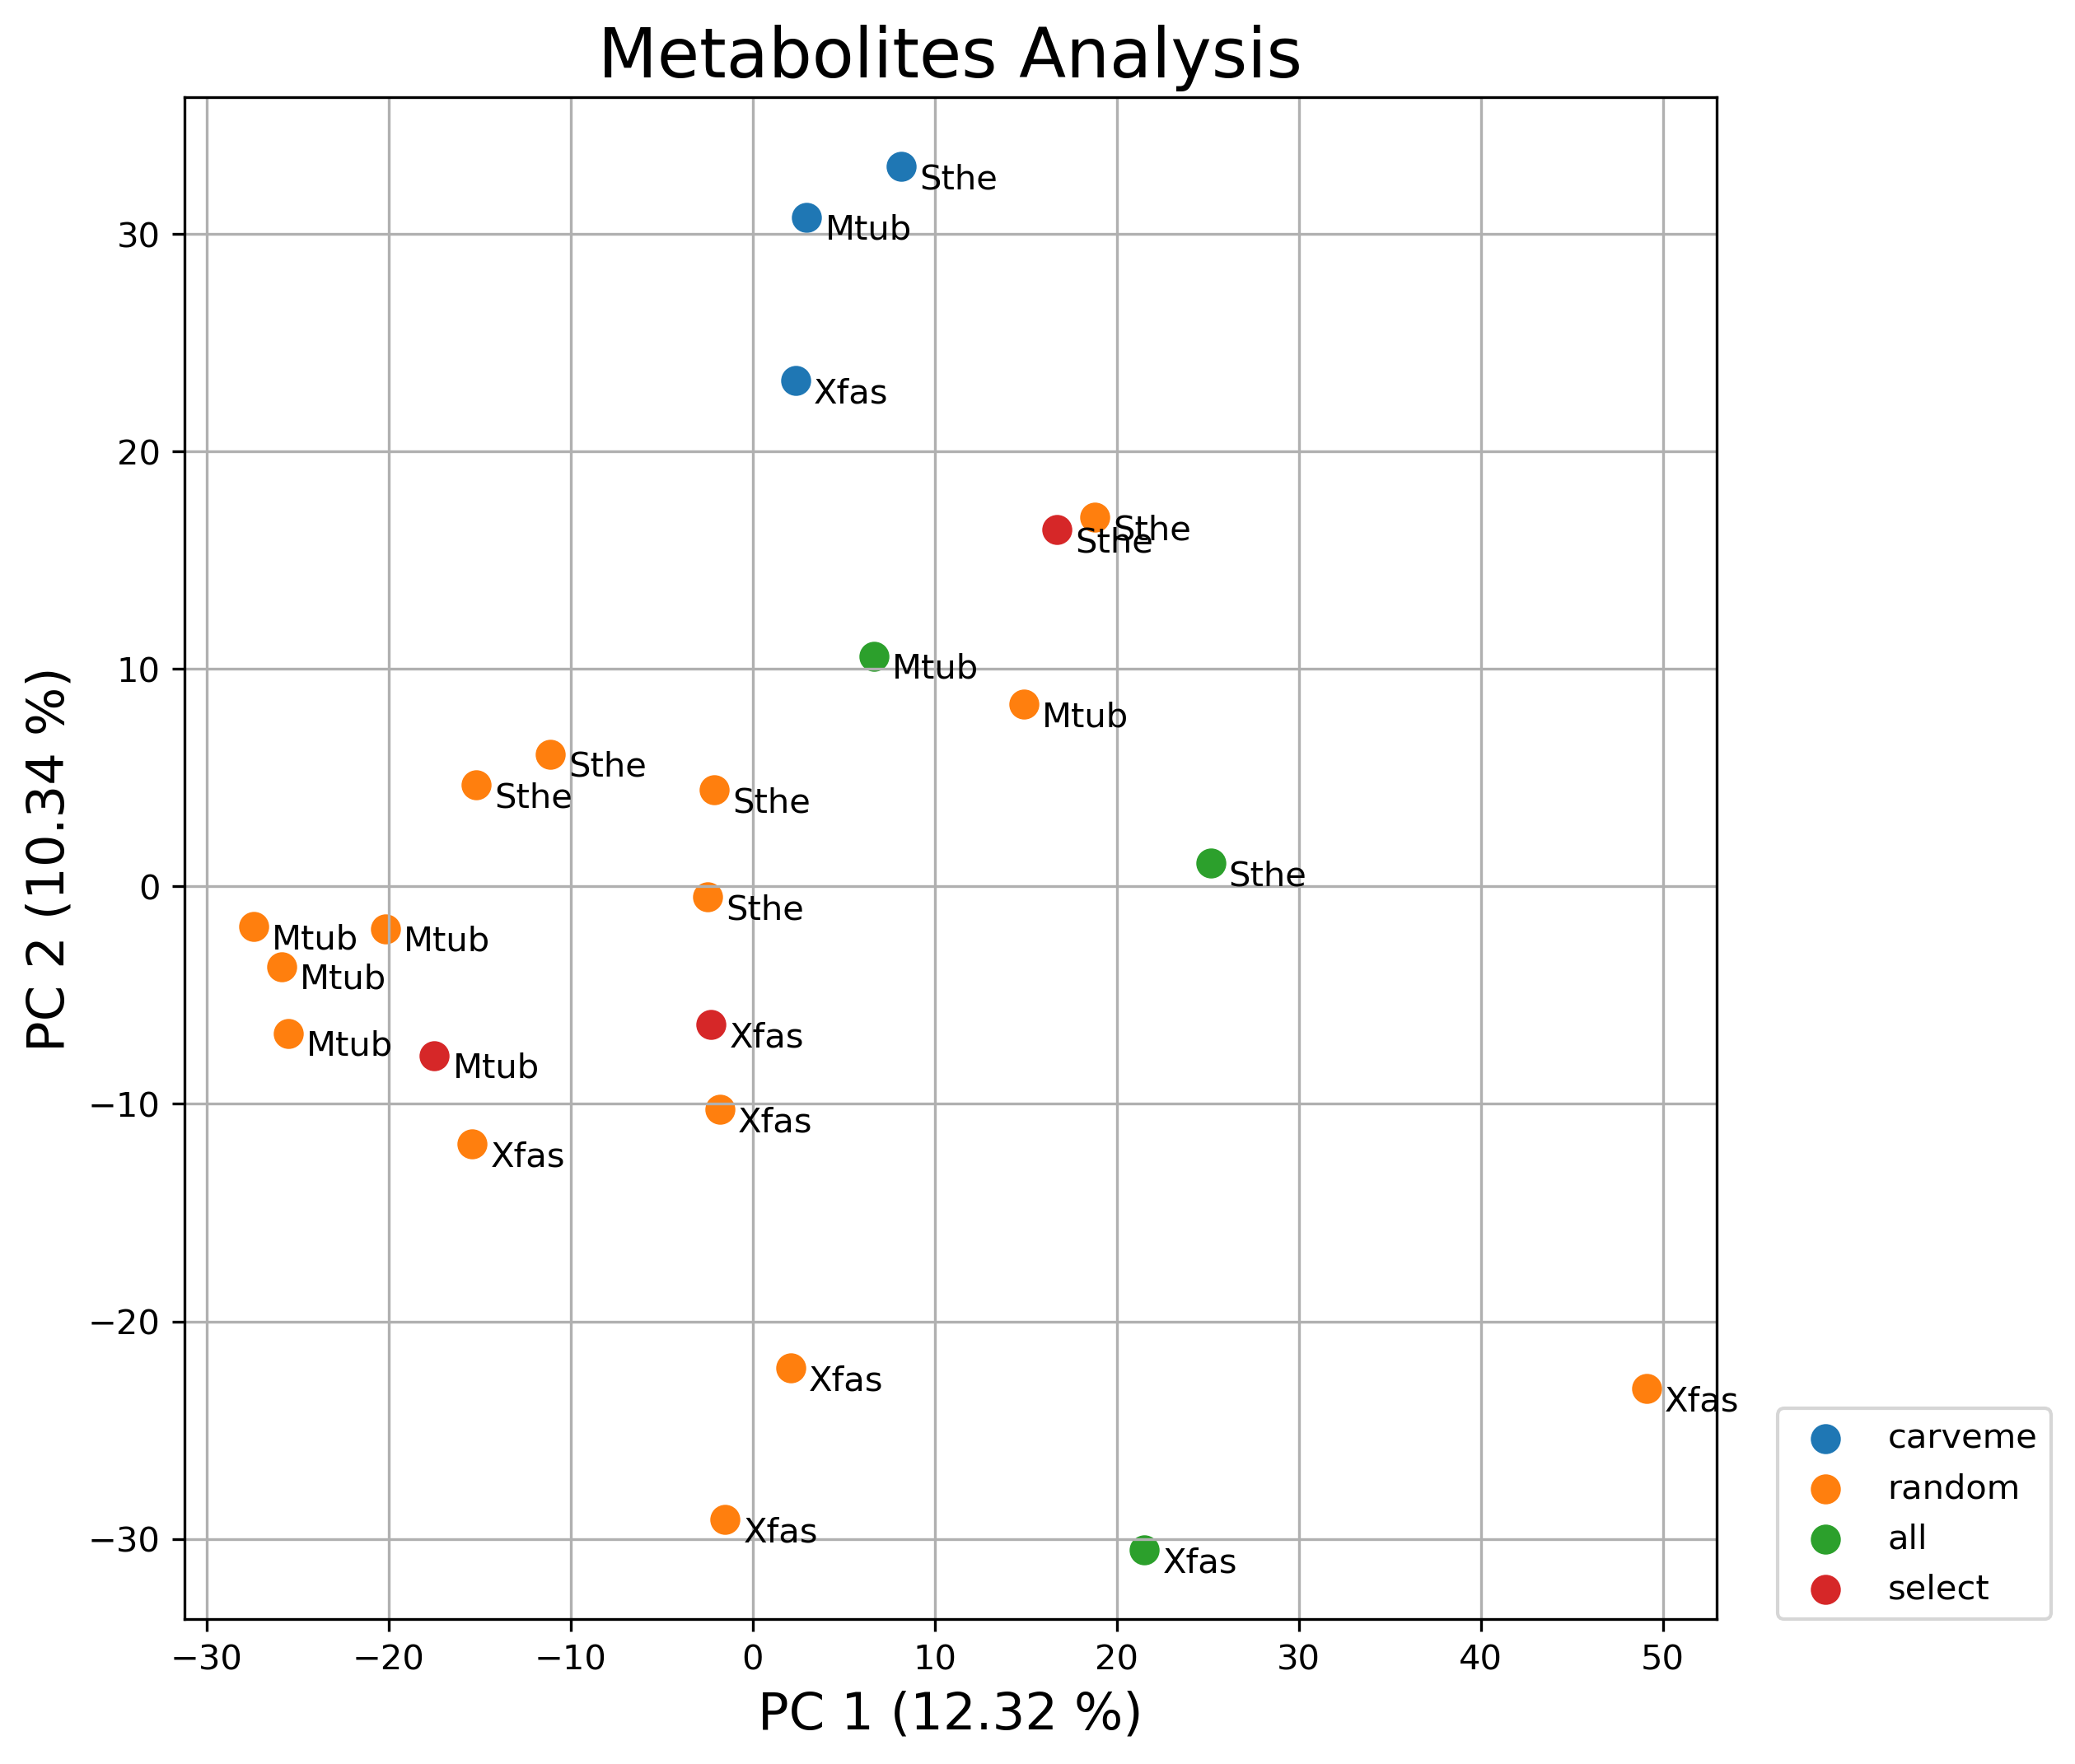 Metabolites Analysis
Sthe
Mtub
30
Xfas
20
Sthe
Sthe
Mtub
10
Mtub
Sthe
Sthe
Sthe
Sthe
0
Sthe
Mtub
Mtub
Mtub
Xfas
Mtub
Mtub
−10
Xfas
Xfas
−20
Xfas
Xfas
Xfas
−30
Xfas
PC 2 (10.34 %)
−30 −20 −10 0 10 20 30 40 50
PC 1 (12.32 %)
carveme
random
all
select